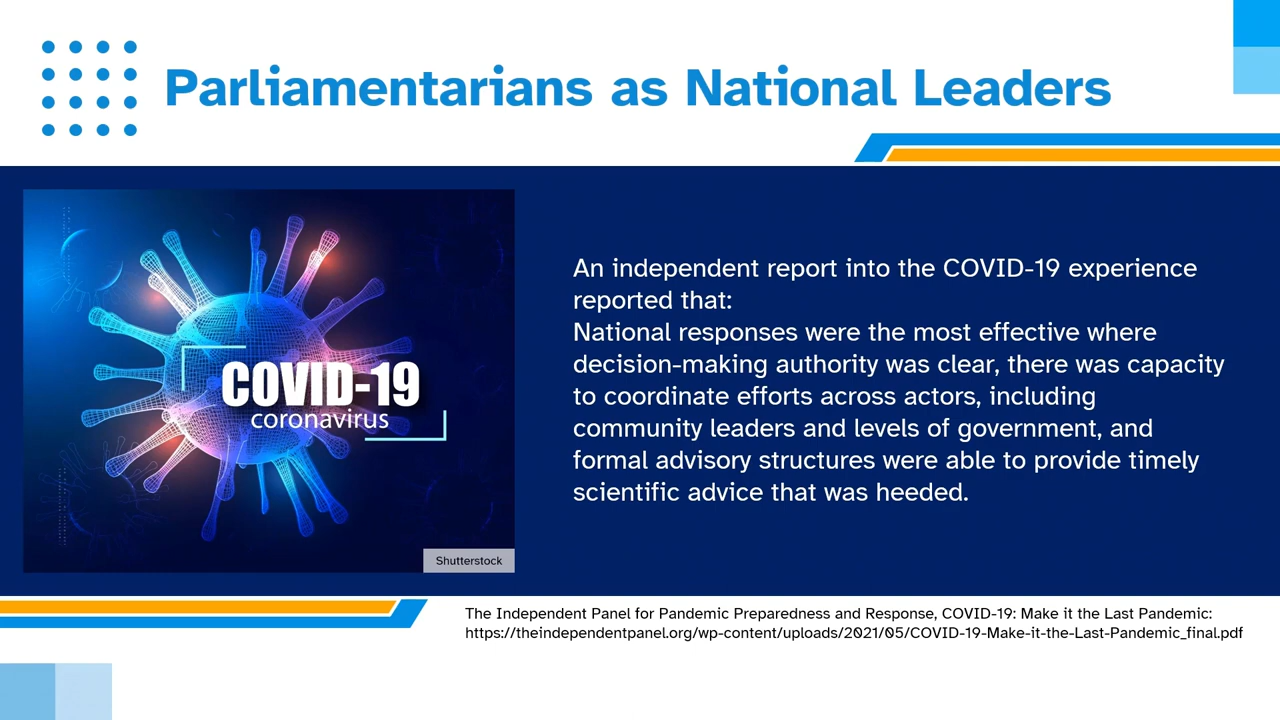 Parliamentarians as National Leaders
COVID-19
coronavirus
Shutterstock
An independent report into the COVID-19 experience
reported that:
National responses were the most effective where
decision-making authority was clear, there was capacity
to coordinate efforts across actors, including
community leaders and levels of government, and
formal advisory structures were able to provide timely
scientific advice that was heeded.
The Independent Panel for Pandemic Preparedness and Response, COVID-19: Make it the Last Pandemic:
https://theindependentpanel.org/wp-content/uploads/2021/05/COVID-19-Make-it-the-Last-Pandemic_final.pdf